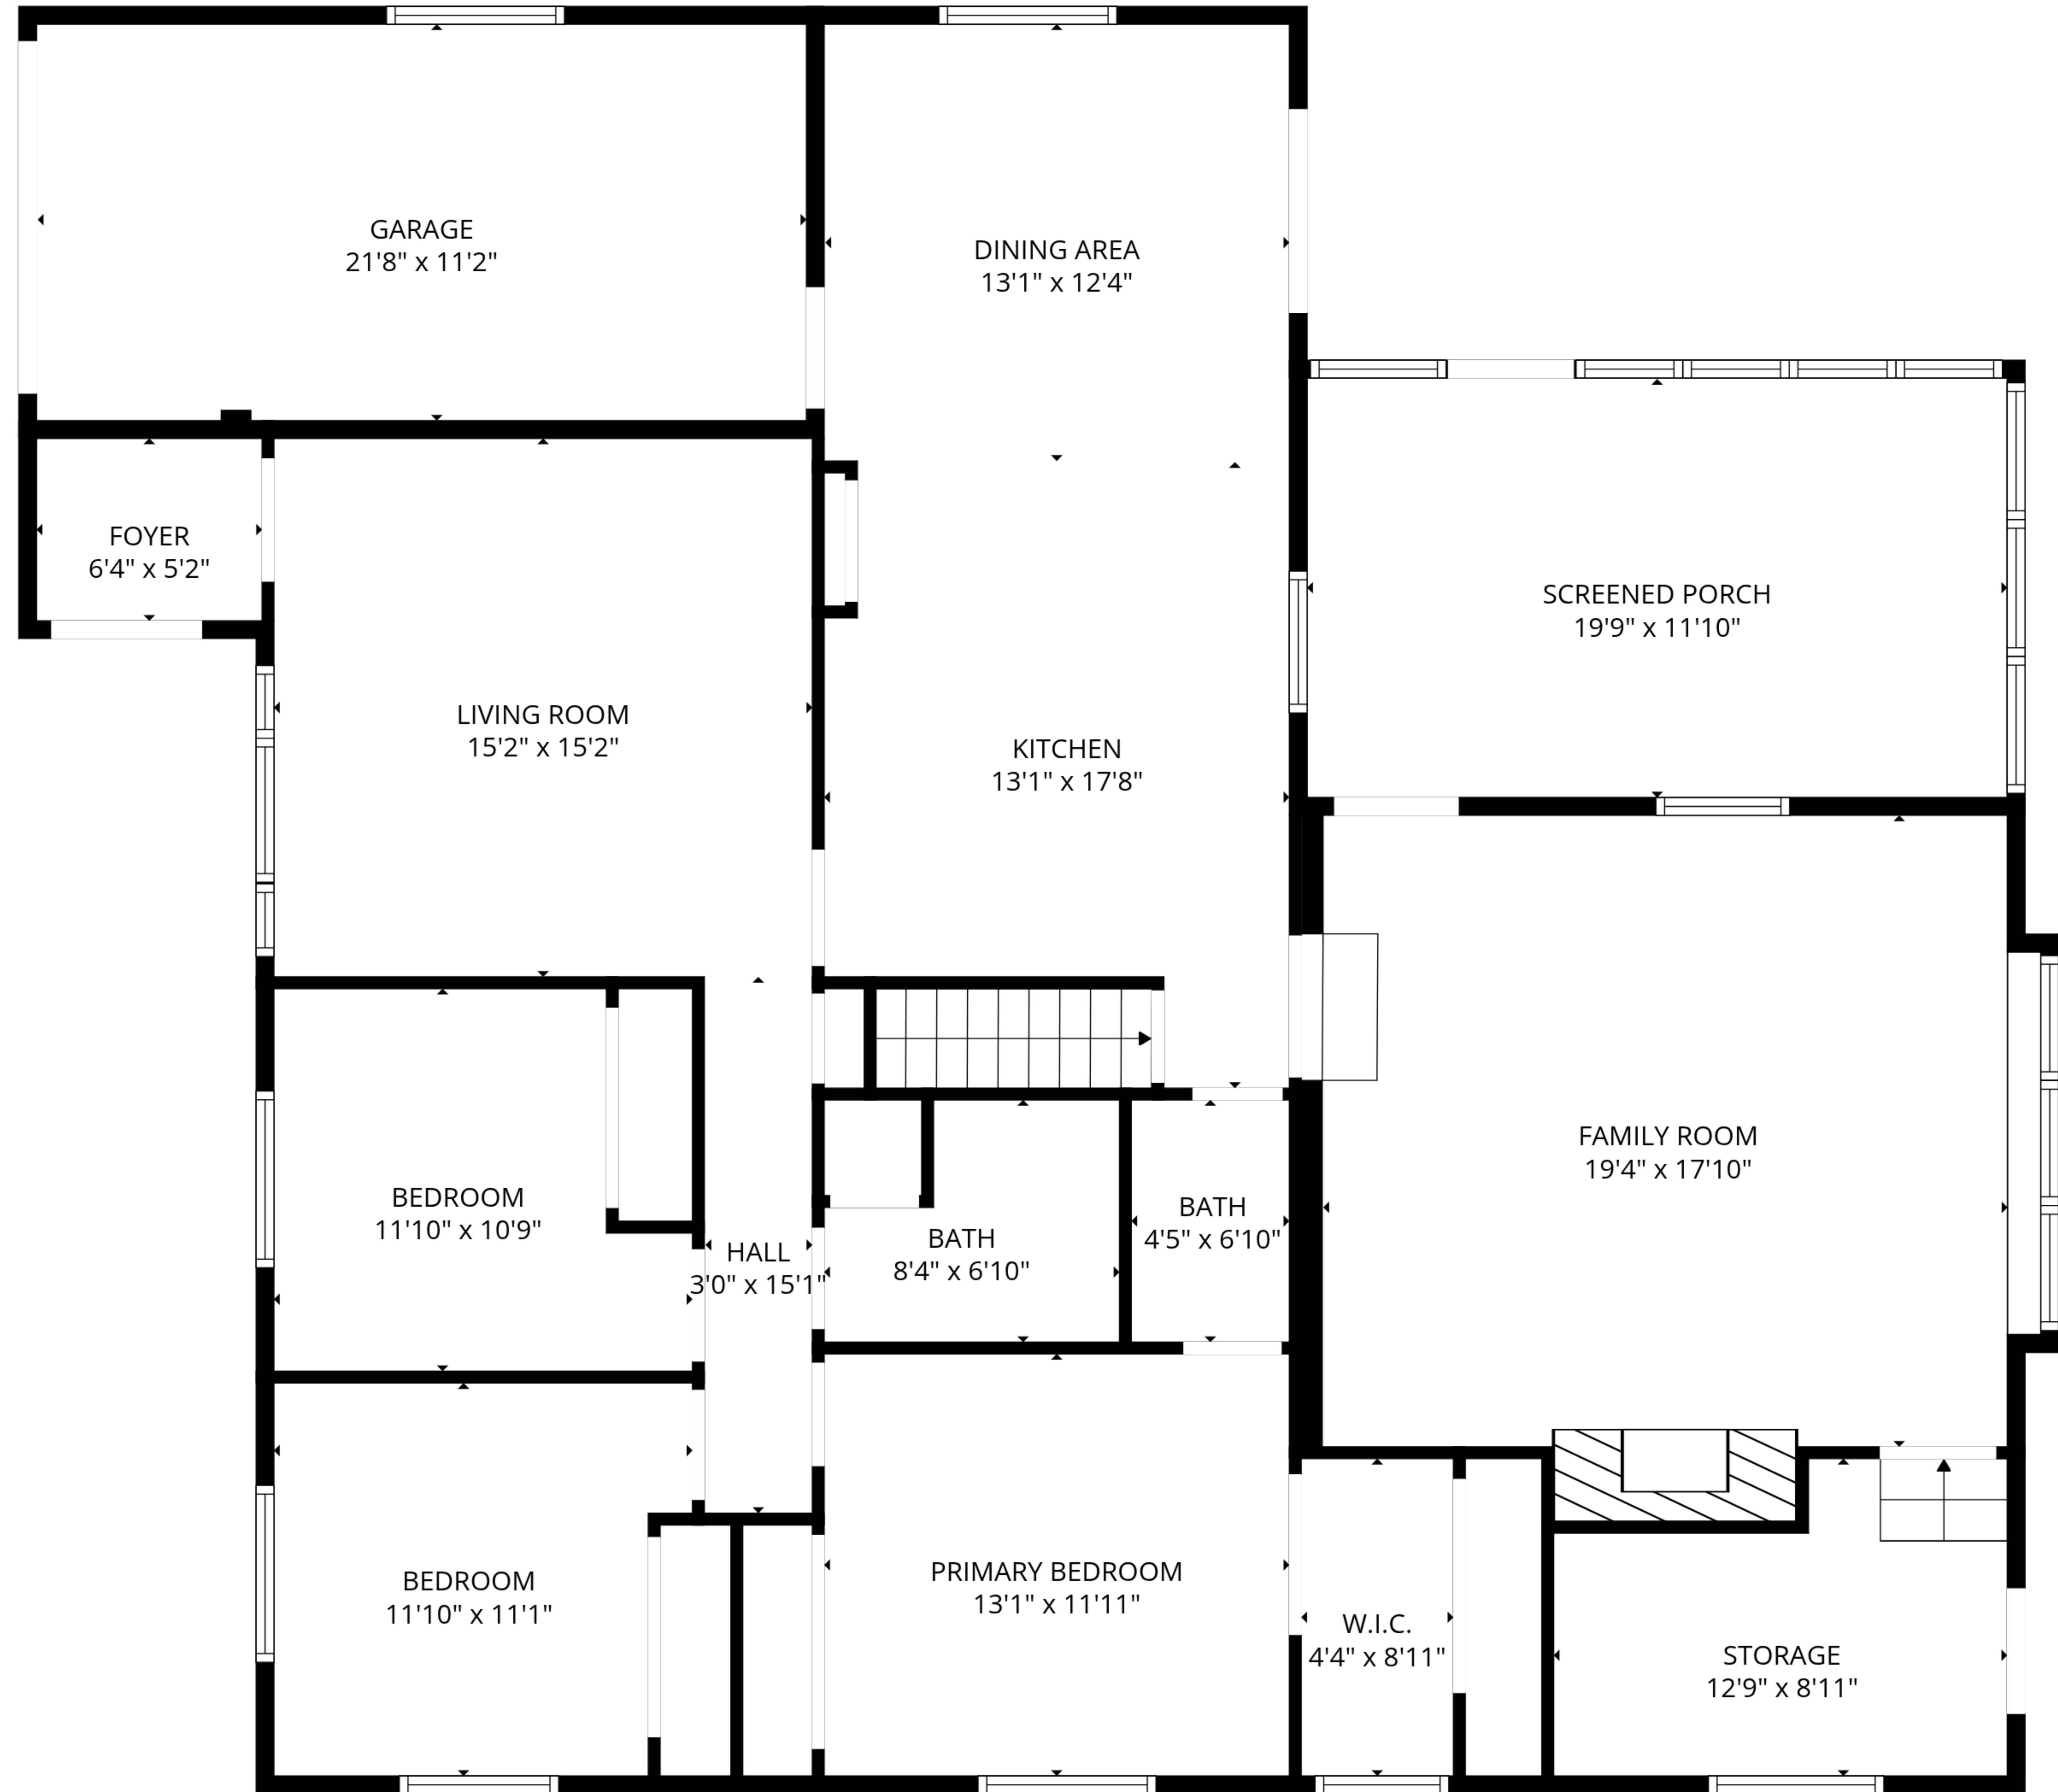 GARAGE
21'8" x 11'2"
DINING AREA
13'1" x 12'4"
FOYER
6'4" x 5'2"
SCREENED PORCH
19'9" x 11'10"
LIVING ROOM
15'2" x 15'2"
KITCHEN
13'1" x 17'8"
FAMILY ROOM
19'4" x 17'10"
BEDROOM
11'10" x 10'9"
HALL
3'0" x 15'1"
BATH
8'4" x 6'10"
BATH
4'5" x 6'10"
BEDROOM
11'10" x 11'1"
PRIMARY BEDROOM
13'1" x 11'11"
W.I.C.
4'4" x 8'11"
STORAGE
12'9" x 8'11"